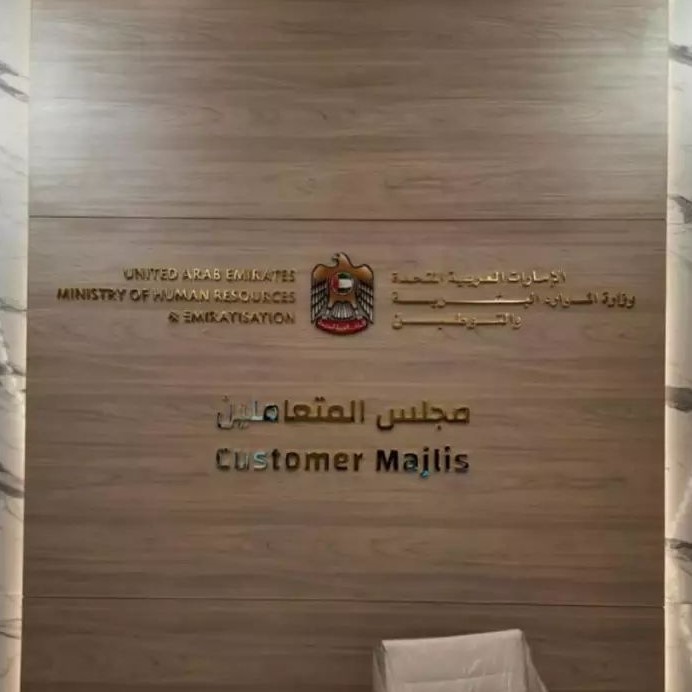 UNITED ARAB EMIRATES
MINISTRY OF HUMAN RESOURCES
& EMIRATISATION
الإمارات العربية المتحدة
وزارة الموارد البشرية
والتوطين
مجلس المتعاملين
Customer Majlis